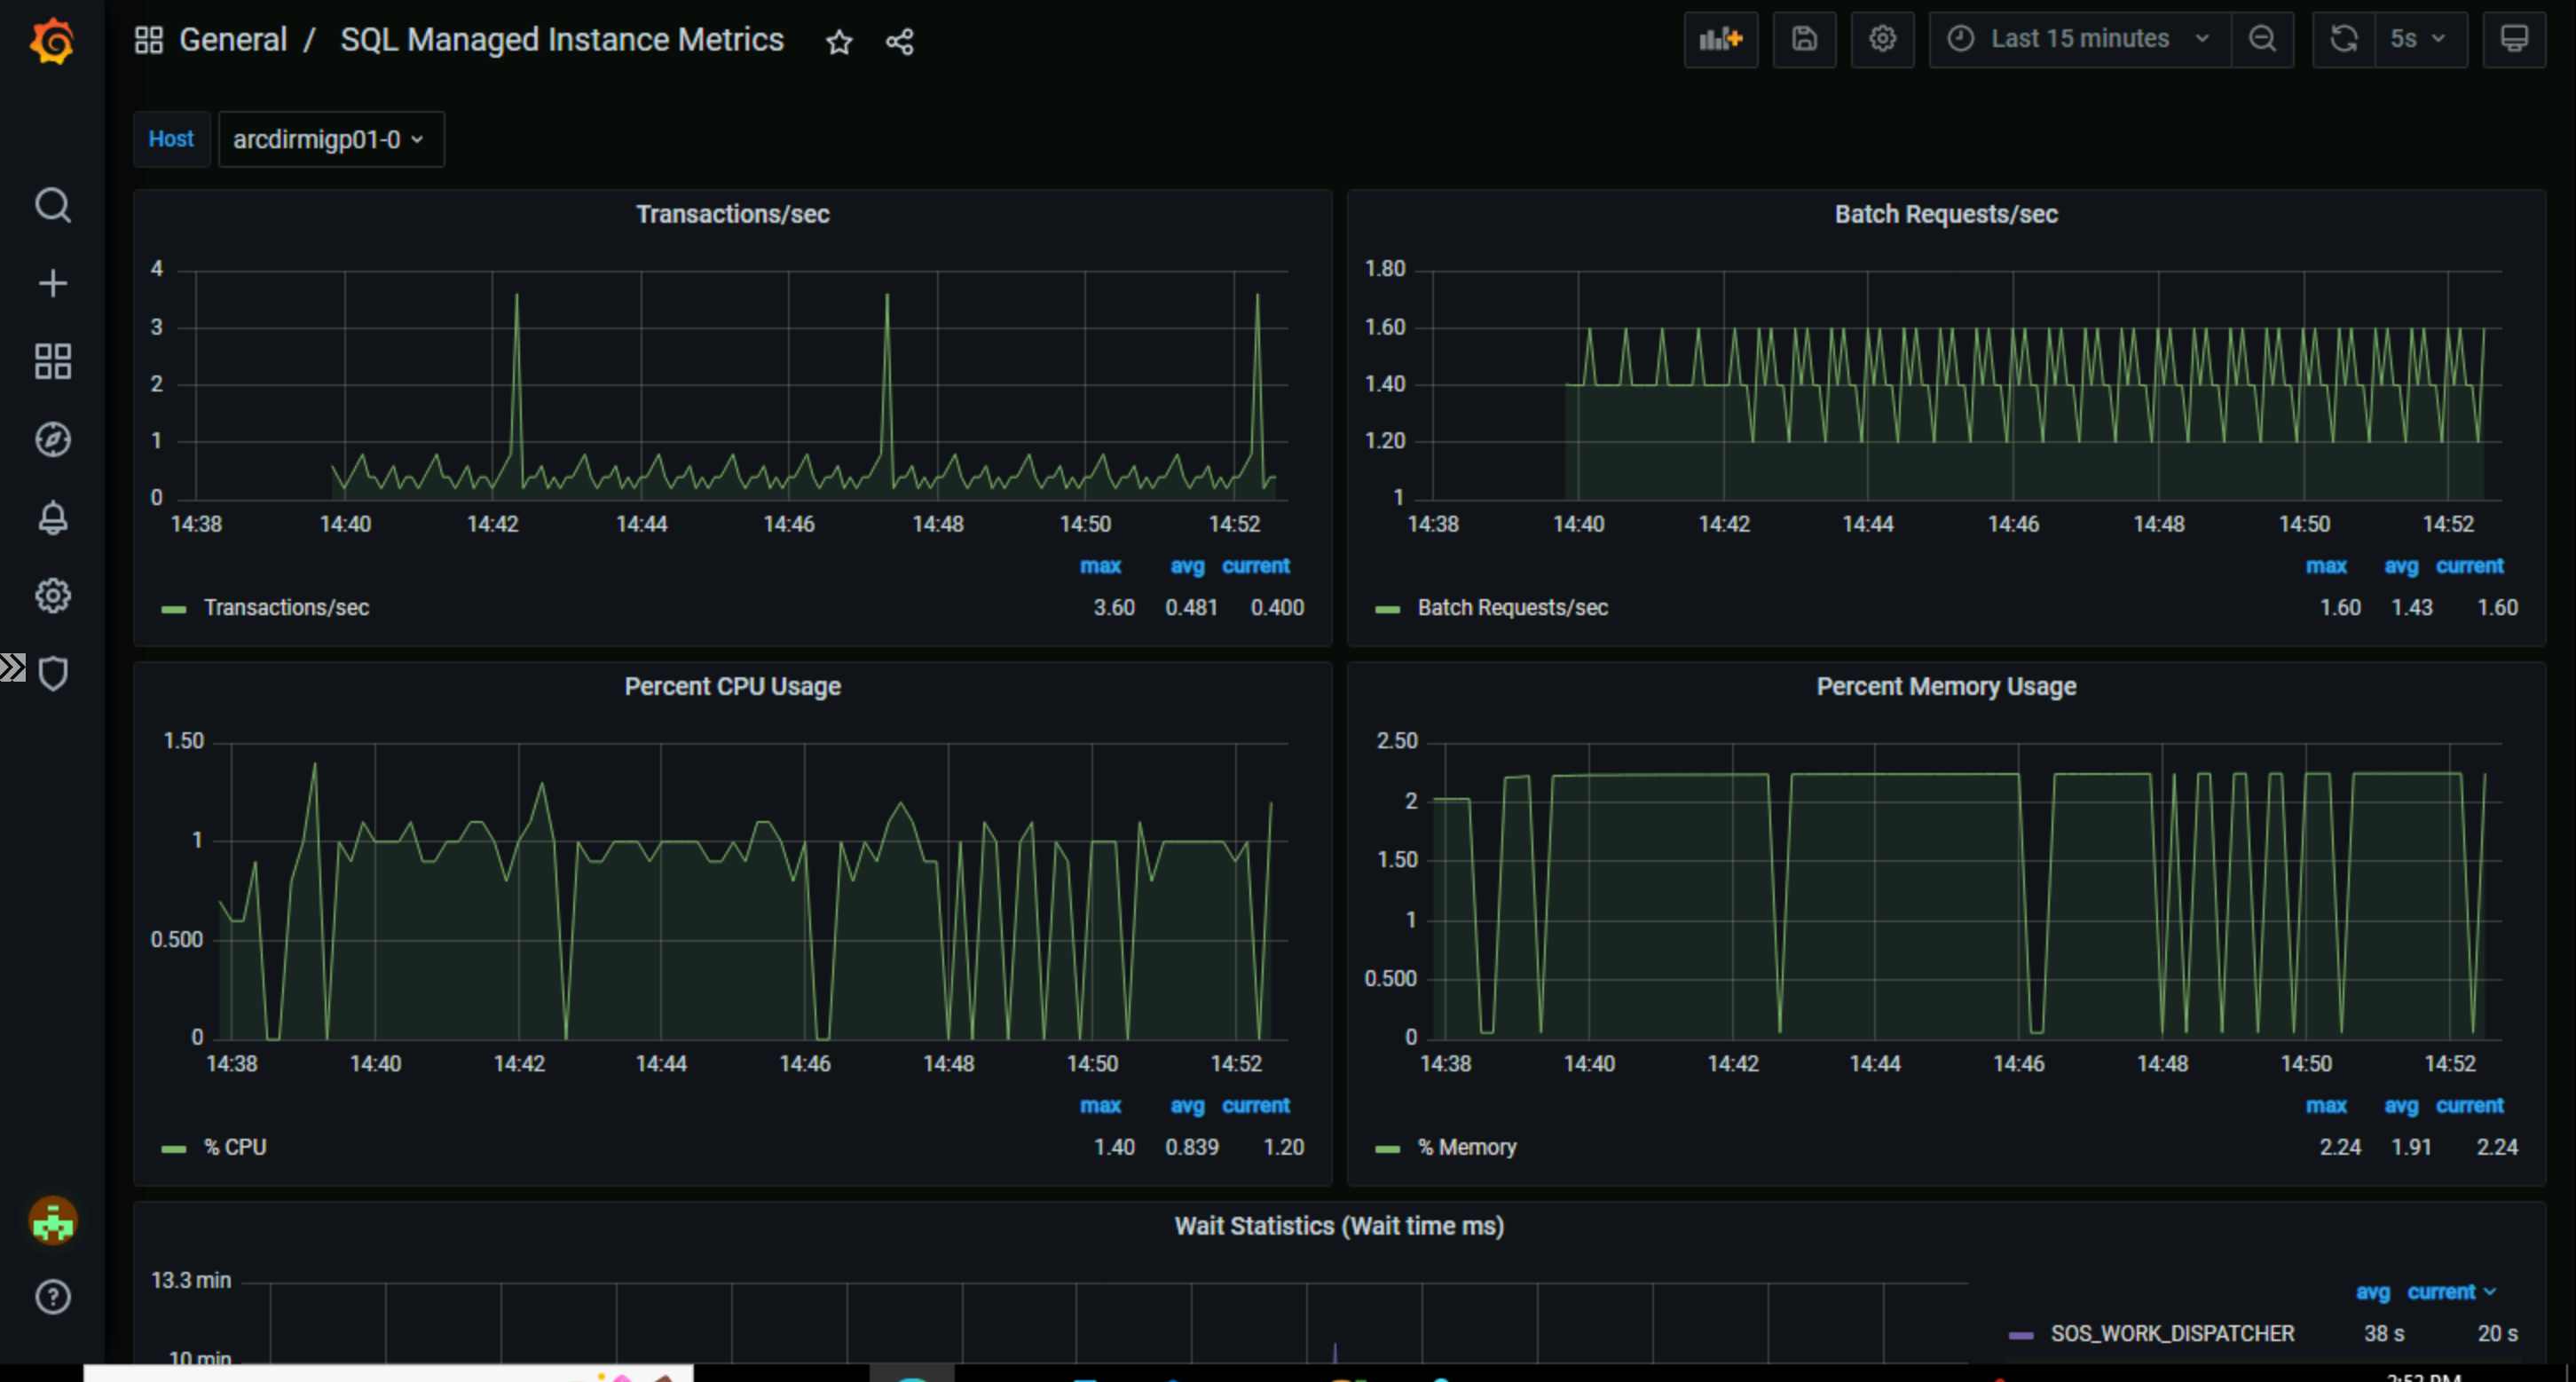 General / SQL Managed Instance Metrics
Last 15 minutes
5s
Host arcdirmigp01-0
Transactions/sec
4
3
2
1
0
14:38 14:40 14:42 14:44 14:46 14:48 14:50 14:52
max avg current
Transactions/sec 3.60 0.481 0.400
Batch Requests/sec
1.80
1.60
1.40
1.20
1
14:38 14:40 14:42 14:44 14:46 14:48 14:50 14:52
max avg current
Batch Requests/sec 1.60 1.43 1.60
Percent CPU Usage
1.50
1
0.500
0
14:38 14:40 14:42 14:44 14:46 14:48 14:50 14:52
max avg current
% CPU 1.40 0.839 1.20
Percent Memory Usage
2.50
2
1.50
1
0.500
0
14:38 14:40 14:42 14:44 14:46 14:48 14:50 14:52
max avg current
% Memory 2.24 1.91 2.24
Wait Statistics (Wait time ms)
13.3 min
10 min
avg current
SOS_WORK_DISPATCHER 38 s 20 s